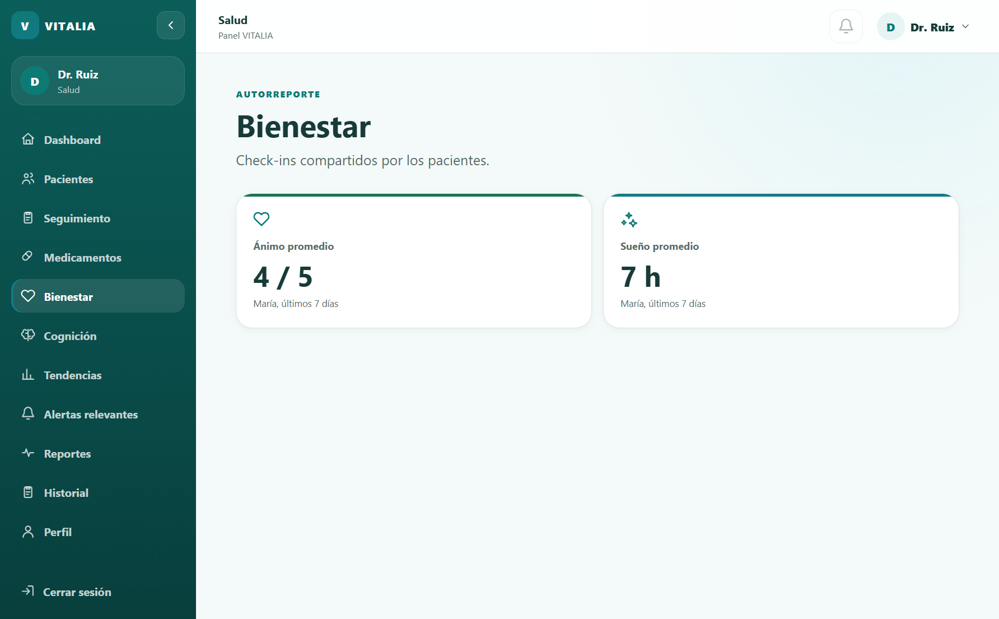 V VITALIA
D Dr. Ruiz
Salud
Dashboard
Pacientes
Seguimiento
Medicamentos
Bienestar
Cognición
Tendencias
Alertas relevantes
Reportes
Historial
Perfil
Cerrar sesión
Salud
Panel VITALIA
D Dr. Ruiz
AUTORREPORTE
Bienestar
Check-ins compartidos por los pacientes.
Ánimo promedio
4 / 5
María, últimos 7 días
Sueño promedio
7 h
María, últimos 7 días